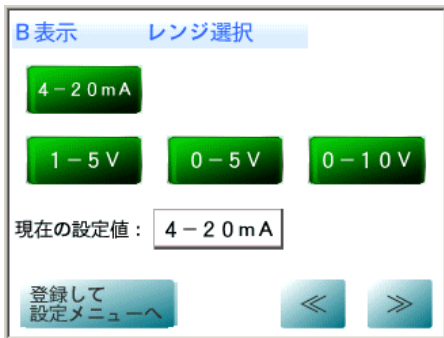 B表示 レンジ選択
4-20mA
1-5V 0-5V 0-10V
現在の設定値: 4-20mA
登録して
設定メニューへ ≪ ≫